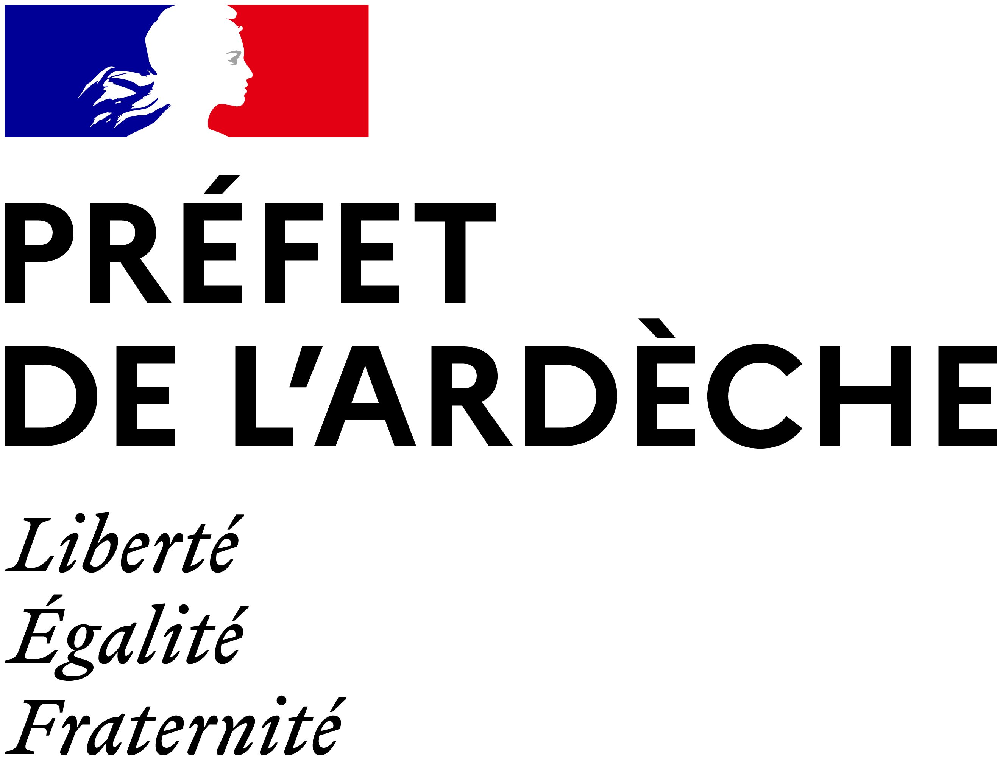 PRÉFET
DE L’ARDÈCHE
Liberté
Égalité
Fraternité